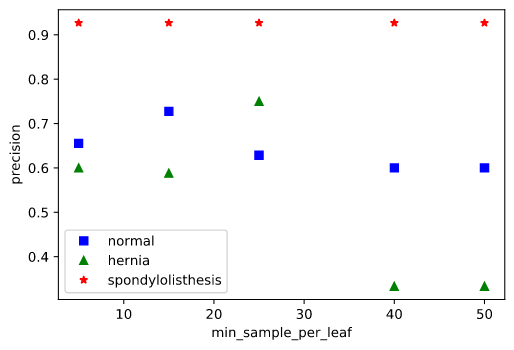 0.9
0.8
0.7
0.6
0.5
0.4
precision
normal
hernia
spondylolisthesis
10 20 30 40 50
min_sample_per_leaf